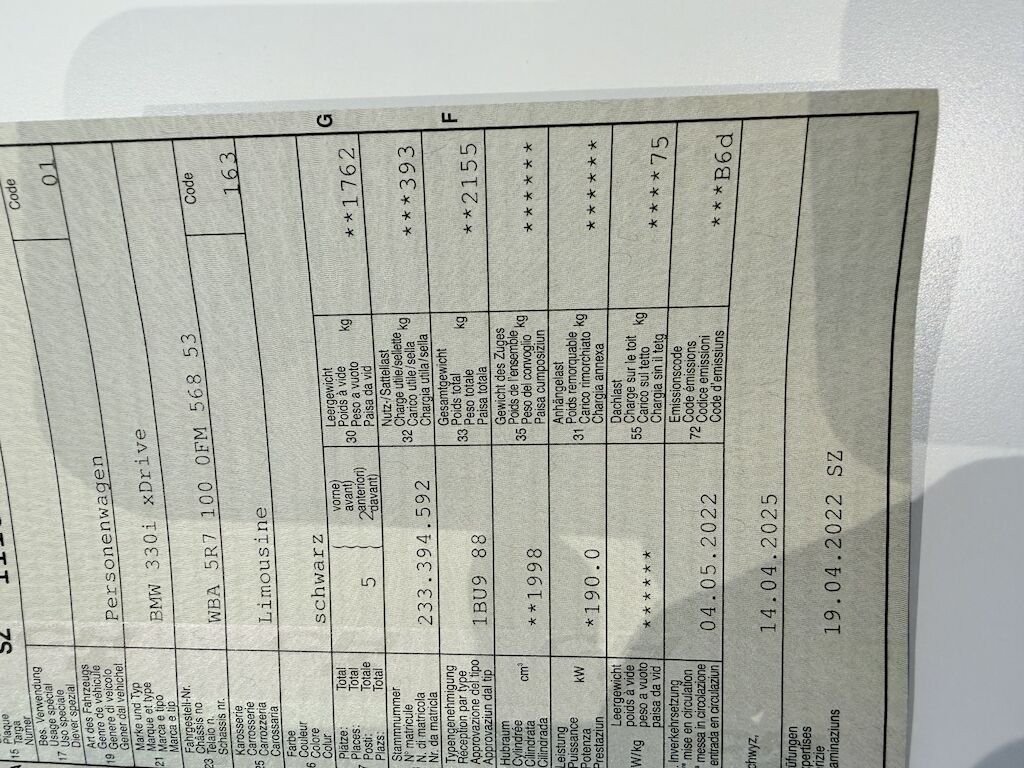 15 Plaque
Targa
Numer
SZ
Code
01
Bes. Verwendung
Usage spécial
17 Uso speciale
Diever spezial
Art des Fahrzeugs
Genre de véhicule
19 Genere di veicolo
Gener dal vehichel
Personenwagen
Marke und Typ
Marque et type
21 Marca e tipo
Marca e tip
BMW 330i xDrive
Code
163
Fahrgestell-Nr.
Châssis no
23 Telaio n.
Schassis nr.
WBA 5R7 100 0FM 568 53
Karosserie
Carrosserie
25 Carrozzeria
Carossaria
Limousine
Farbe
Couleur
6 Colore
Colur
schwarz
G
Plätze: Total
Places: Total
Posti: Totale
7 Plazs: Total
5
vorne)
avant)
2 anteriori)
davant)
Leergewicht
Poids à vide
30 Peso a vuoto
Paisa da vid
kg
**1762
Stammnummer
N° matricule
N. di matricola
Nr. da matricla
233.394.592
Nutz-/Sattellast
Charge utile/sellette
32 Carico utile/sella
Chargia utila/sella
kg
***393
Typengenehmigung
Réception par type
Approvazione del tipo
Approvaziun dal tip
1BU9 88
Gesamtgewicht
Poids total
33 Peso totale
Paisa totala
kg
**2155
F
Hubraum
Cylindrée
Cilindrata
Cilindrada
cm³
**1998
Gewicht des Zuges
Poids de l'ensemble
35 Peso del convoglio
Paisa cumposiziun
kg
******
Leistung
Puissance
Potenza
Prestaziun
kW
*190.0
Anhängelast
Poids remorquable
31 Carico rimorchiato
Chargia annexa
kg
******
W/kg
Leergewicht
poids à vide
peso a vuoto
paisa da vid
******
Dachlast
Charge sur le toit
55 Carico sul tetto
Chargia sin il tetg
kg
****75
Inverkehrsetzung
mise en circulation
messa in circolazione
entrada en circulaziun
04.05.2022
Emissionscode
Code émissions
72 Codice emissioni
Code d'emissiuns
***B6d
chwyz,
14.04.2025
üfungen
pertises
rizie
aminaziuns
19.04.2022 SZ